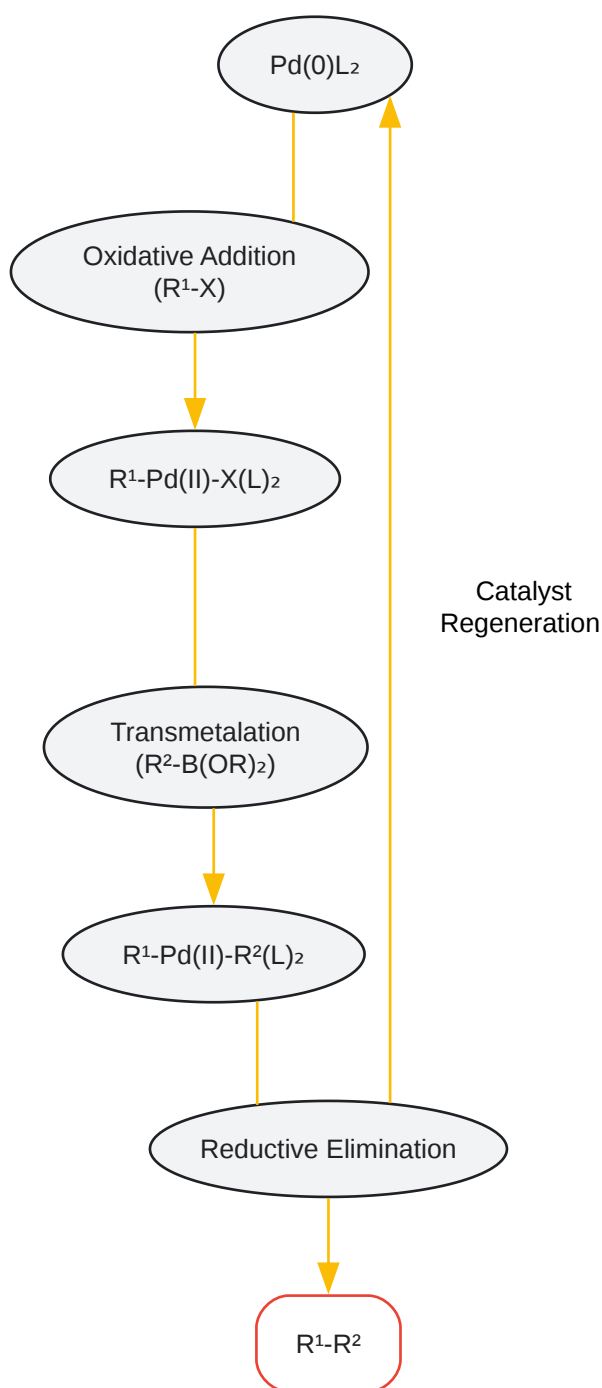 Pd(0)L₂
Oxidative Addition
(R¹-X)
R¹-Pd(II)-X(L)₂
Catalyst
Regeneration
Transmetalation
(R²-B(OR)₂)
R¹-Pd(II)-R²(L)₂
Reductive Elimination
R¹-R²